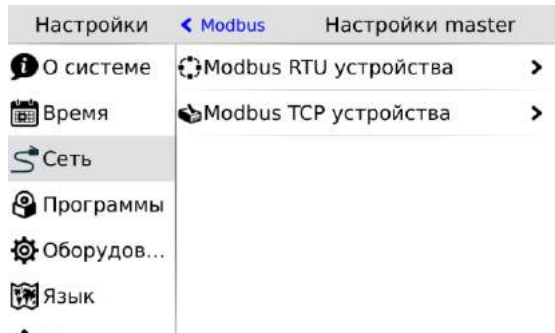 Настройки
Modbus
Настройки master
О системе
Время
Сеть
Программы
Оборудов...
Язык
Modbus RTU устройства
Modbus TCP устройства